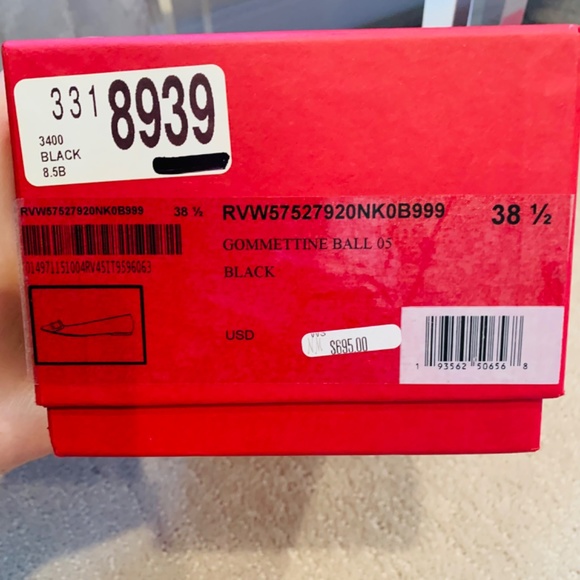 331 8939
3400
BLACK
8.5B
RVW57527920NK0B999 38 ½
RVW57527920NK0B999 38 ½
GOMMETTINE BALL 05
BLACK
USD
$695.00
1 93562 50656 8